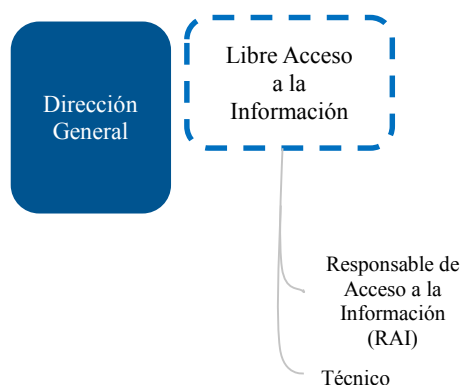 Dirección
General
Libre Acceso
a la
Información
Responsable de
Acceso a la
Información
(RAI)
Técnico